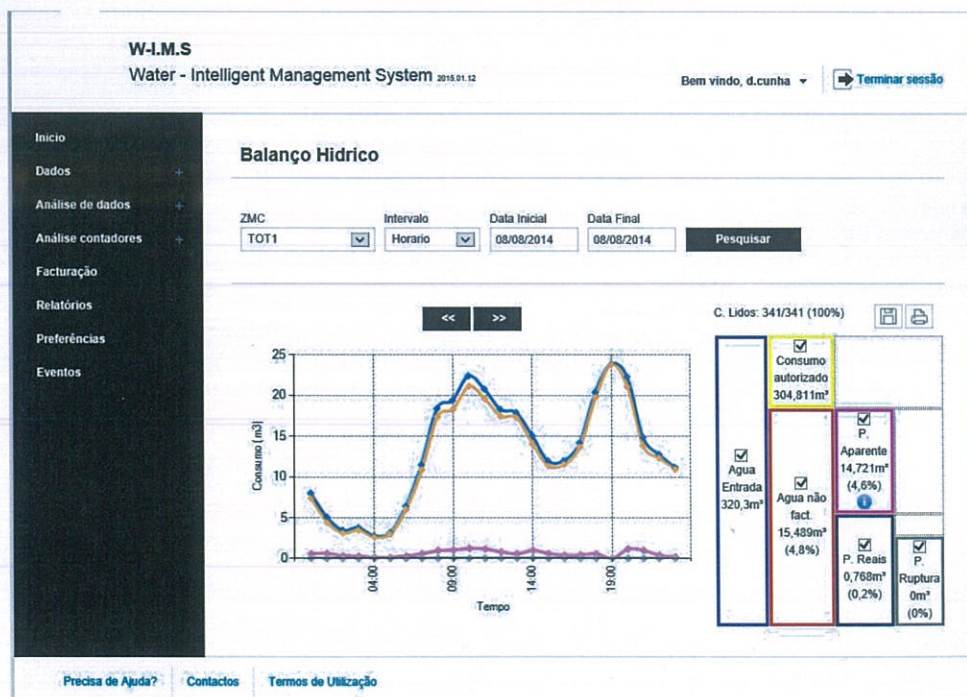 W-I.M.S
Water - Intelligent Management System 2015.01.12
Bem vindo, d.cunha
Terminar sessão
Inicio
Dados +
Análise de dados +
Análise contadores +
Facturação
Relatórios
Preferências
Eventos
Balanço Hidrico
ZMC
Intervalo
Data Inicial
Data Final
TOT1
Horario
08/08/2014
08/08/2014
Pesquisar
<< >>
C. Lidos: 341/341 (100%)
25
20
15
10
5
0
Consumo [ m3]
04:00
09:00
14:00
19:00
Tempo
Agua
Entrada
320,3m³
Consumo
autorizado
304,811m³
Agua não
fact.
15,489m³
(4,8%)
P.
Aparente
14,721m³
(4,6%)
i
P. Reais
0,768m³
(0,2%)
P.
Ruptura
0m³
(0%)
Precisa de Ajuda?
Contactos
Termos de Utilização